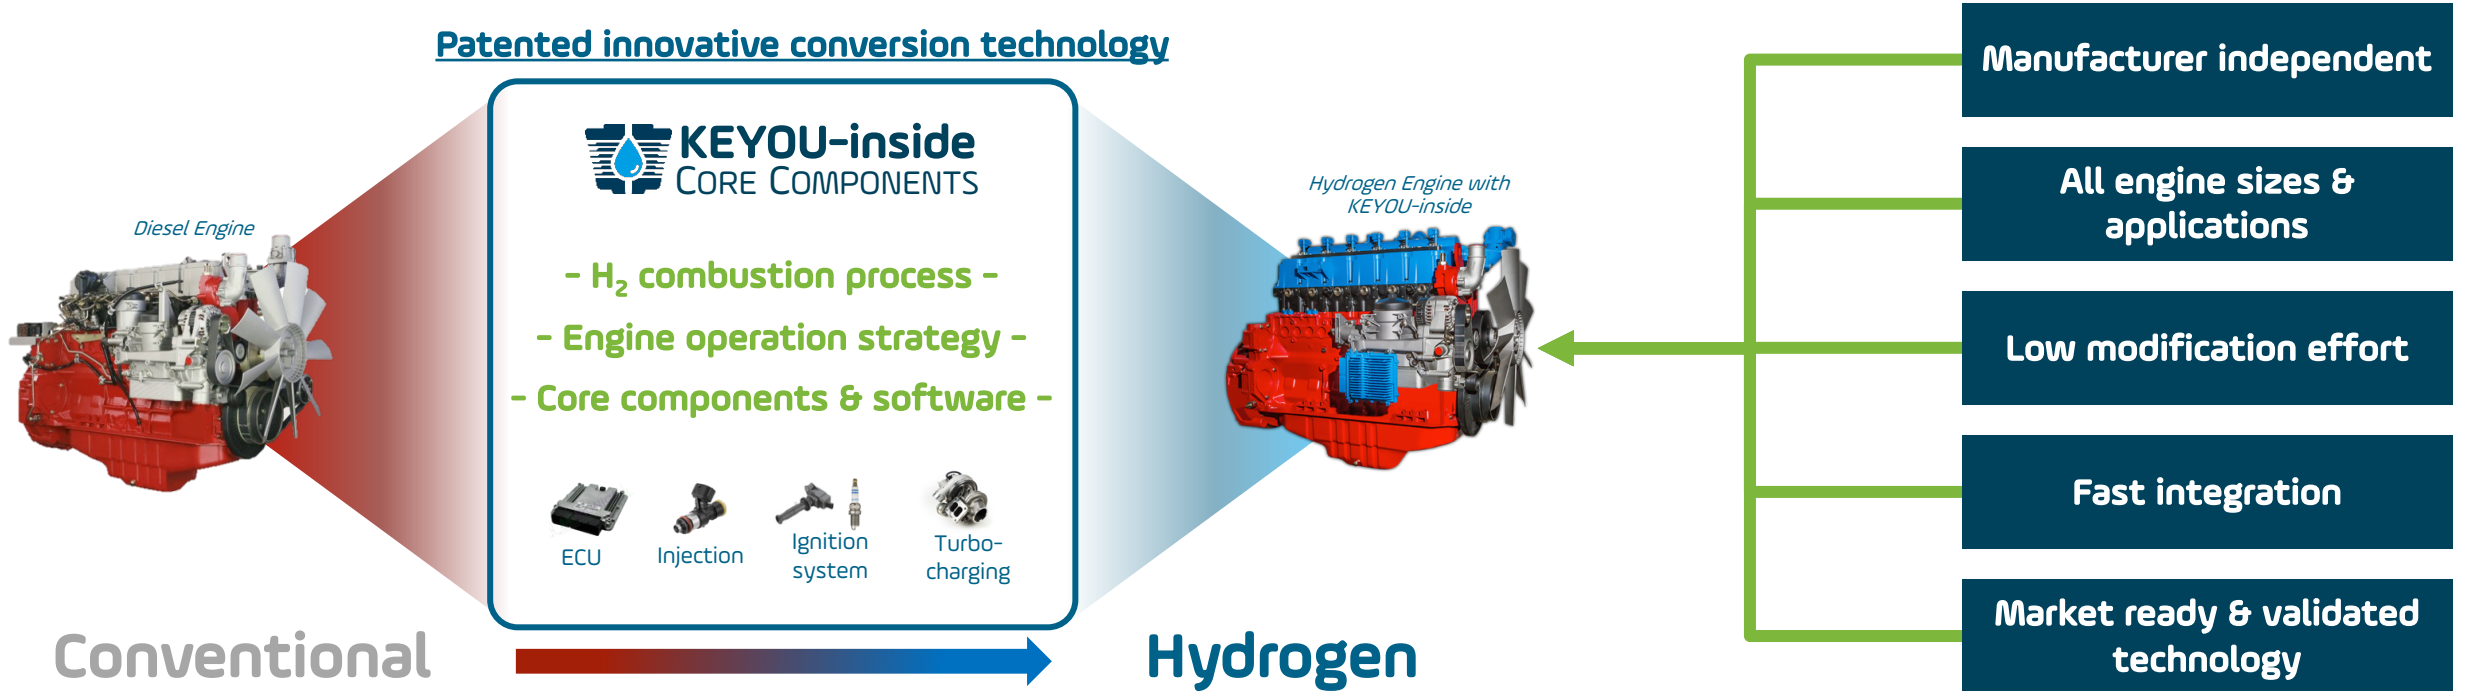 Patented innovative conversion technology
KEYOU-inside
CORE COMPONENTS
Diesel Engine
- H₂ combustion process -
- Engine operation strategy -
- Core components & software -
ECU
Injection
Ignition
system
Turbo-
charging
Hydrogen Engine with
KEYOU-inside
Conventional
Hydrogen
Manufacturer independent
All engine sizes &
applications
Low modification effort
Fast integration
Market ready & validated
technology